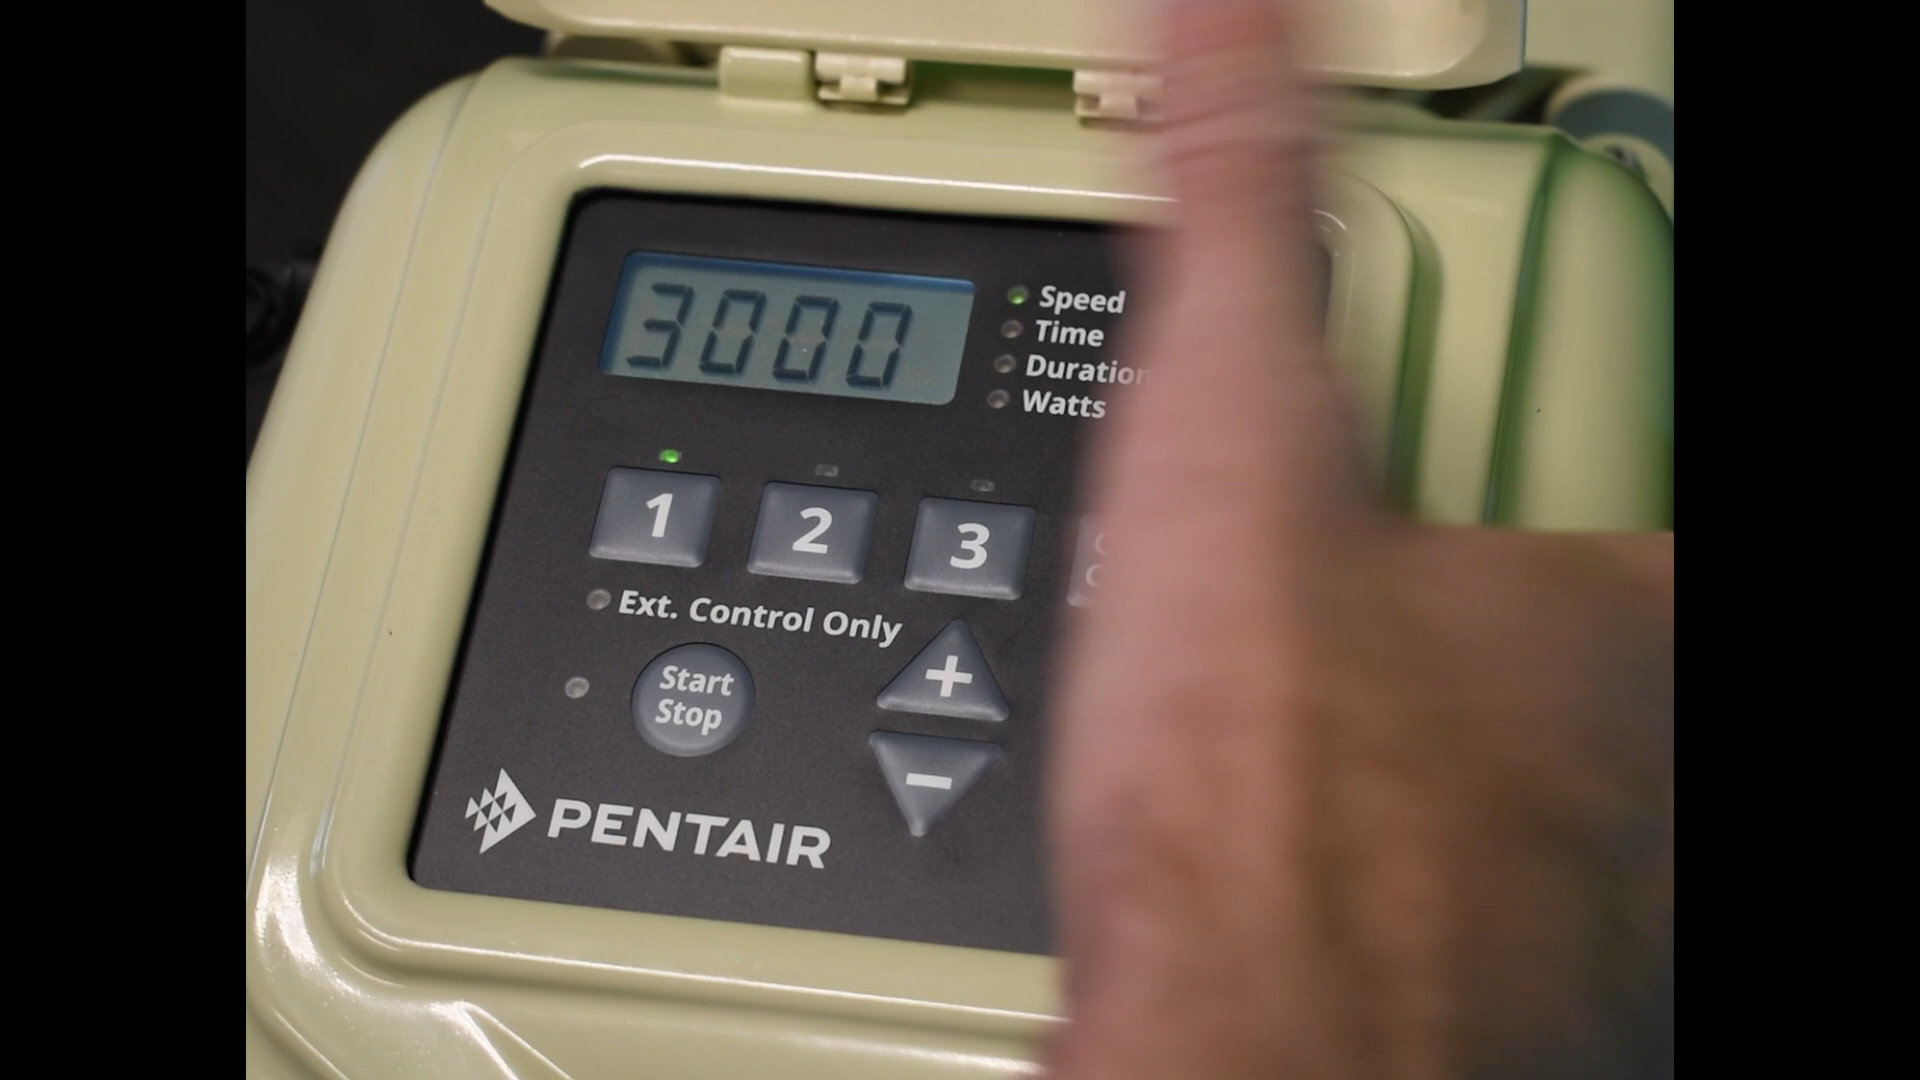 3000
Speed
Time
Duration
Watts
1 2 3
Ext. Control Only
Start
Stop
+
−
PENTAIR